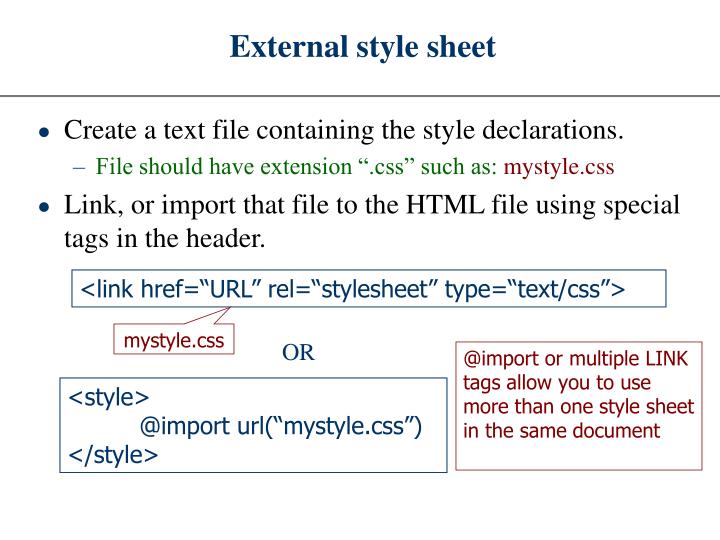 External style sheet
● Create a text file containing the style declarations.
– File should have extension “.css” such as: mystyle.css
● Link, or import that file to the HTML file using special
tags in the header.
<link href=“URL” rel=“stylesheet” type=“text/css”>
mystyle.css
OR
<style>
@import url(“mystyle.css”)
</style>
@import or multiple LINK
tags allow you to use
more than one style sheet
in the same document